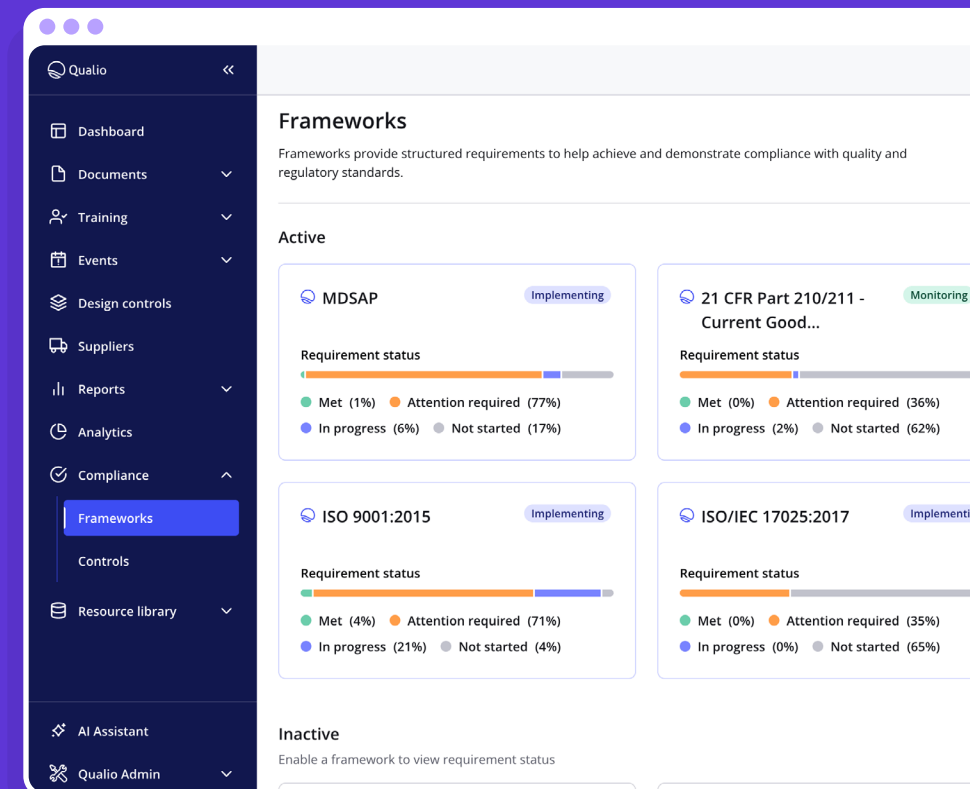 Qualio
Dashboard
Documents
Training
Events
Design controls
Suppliers
Reports
Analytics
Compliance
Frameworks
Controls
Resource library
AI Assistant
Qualio Admin
Frameworks
Frameworks provide structured requirements to help achieve and demonstrate compliance with quality and
regulatory standards.
Active
MDSAP
Implementing
Requirement status
Met (1%) Attention required (77%)
In progress (6%) Not started (17%)
21 CFR Part 210/211 -
Current Good...
Monitoring
Requirement status
Met (0%) Attention required (36%)
In progress (2%) Not started (62%)
ISO 9001:2015
Implementing
Requirement status
Met (4%) Attention required (71%)
In progress (21%) Not started (4%)
ISO/IEC 17025:2017
Implementi
Requirement status
Met (0%) Attention required (35%)
In progress (0%) Not started (65%)
Inactive
Enable a framework to view requirement status